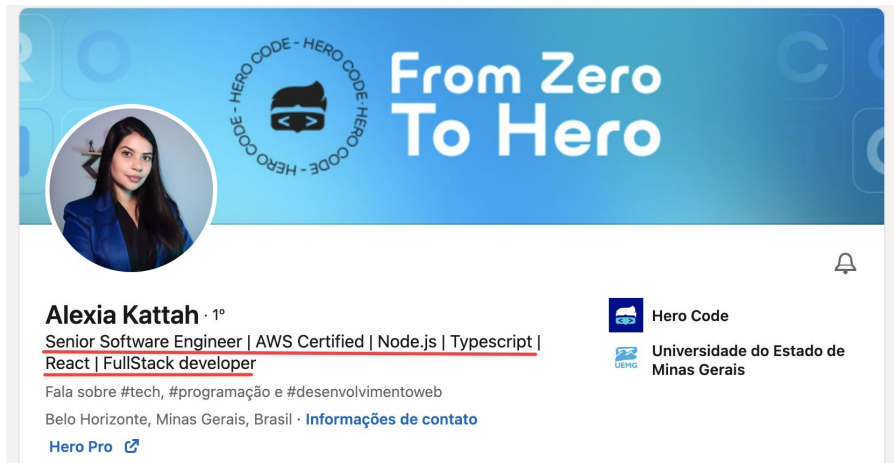 HERO CODE - HERO CODE - HERO CODE - HERO CODE -
From Zero
To Hero
Alexia Kattah · 1º
Senior Software Engineer | AWS Certified | Node.js | Typescript |
React | FullStack developer
Fala sobre #tech, #programação e #desenvolvimentoweb
Belo Horizonte, Minas Gerais, Brasil · Informações de contato
Hero Pro
Hero Code
UEMG
Universidade do Estado de
Minas Gerais